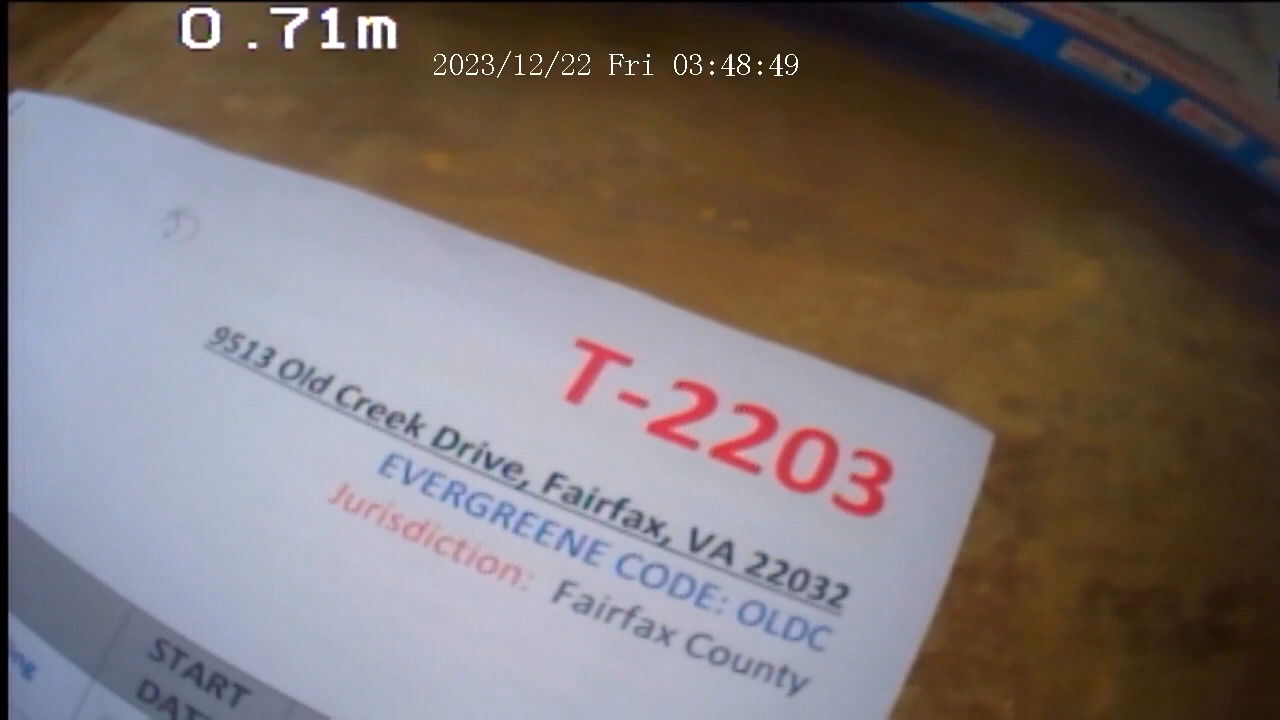 0.71m
2023/12/22 Fri 03:48:49
T-2203
9513 Old Creek Drive, Fairfax, VA 22032
EVERGREENE CODE: OLDC
Jurisdiction: Fairfax County
START